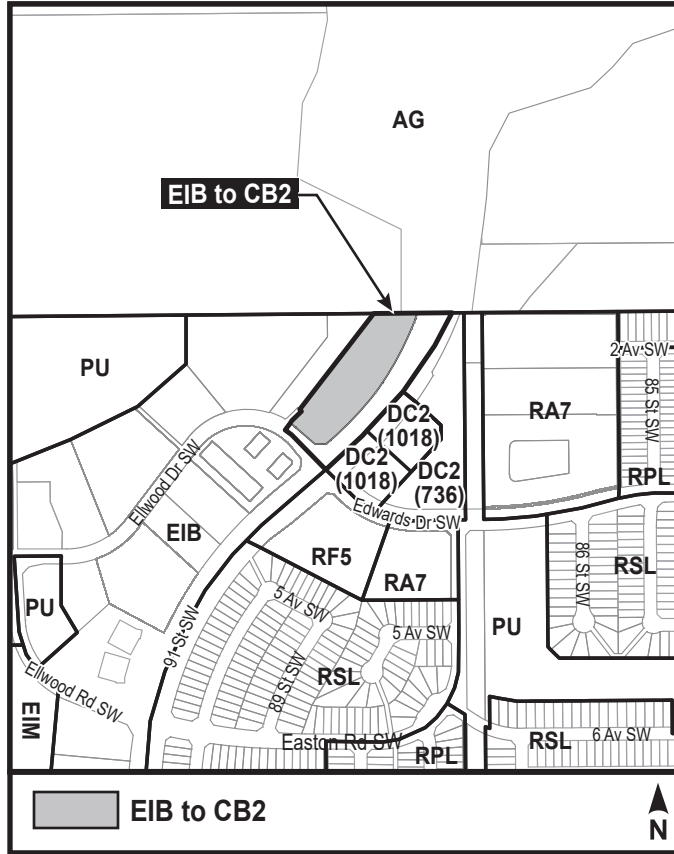 AG
EIB to CB2
PU
2 Av SW
85 St SW
RA7
DC2
(1018)
DC2
(1018)
DC2
(736)
RPL
Ellwood Dr SW
Edwards Dr SW
EIB
RF5
RA7
86 St SW
RSL
PU
PU
91 St SW
5 Av SW
5 Av SW
89 St SW
RSL
Ellwood Rd SW
EIM
Easton Rd SW
RPL
RSL
6 Av SW
EIB to CB2
N